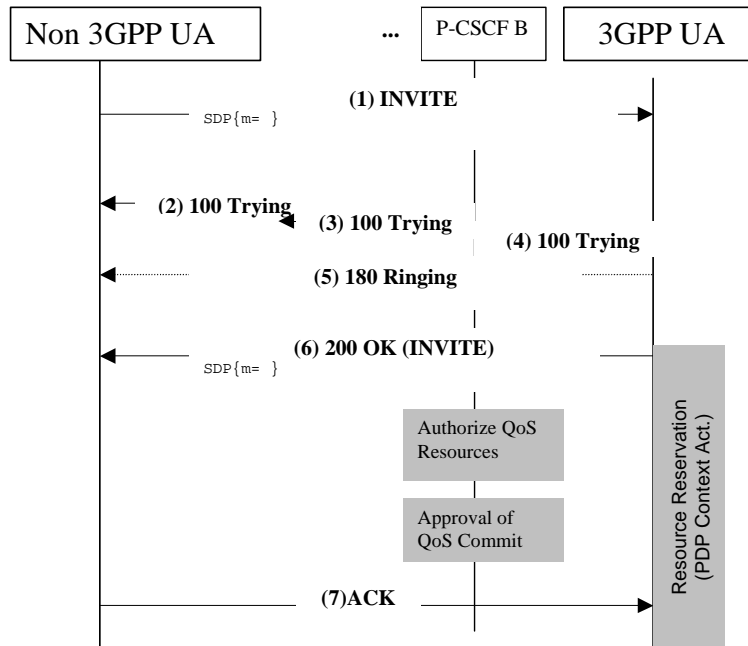 Non 3GPP UA
...
P-CSCF B
3GPP UA
(1) INVITE
SDP{m= }
(2) 100 Trying
(3) 100 Trying
(4) 100 Trying
(5) 180 Ringing
(6) 200 OK (INVITE)
SDP{m= }
Authorize QoS
Resources
Approval of
QoS Commit
Resource Reservation
(PDP Context Act.)
(7)ACK